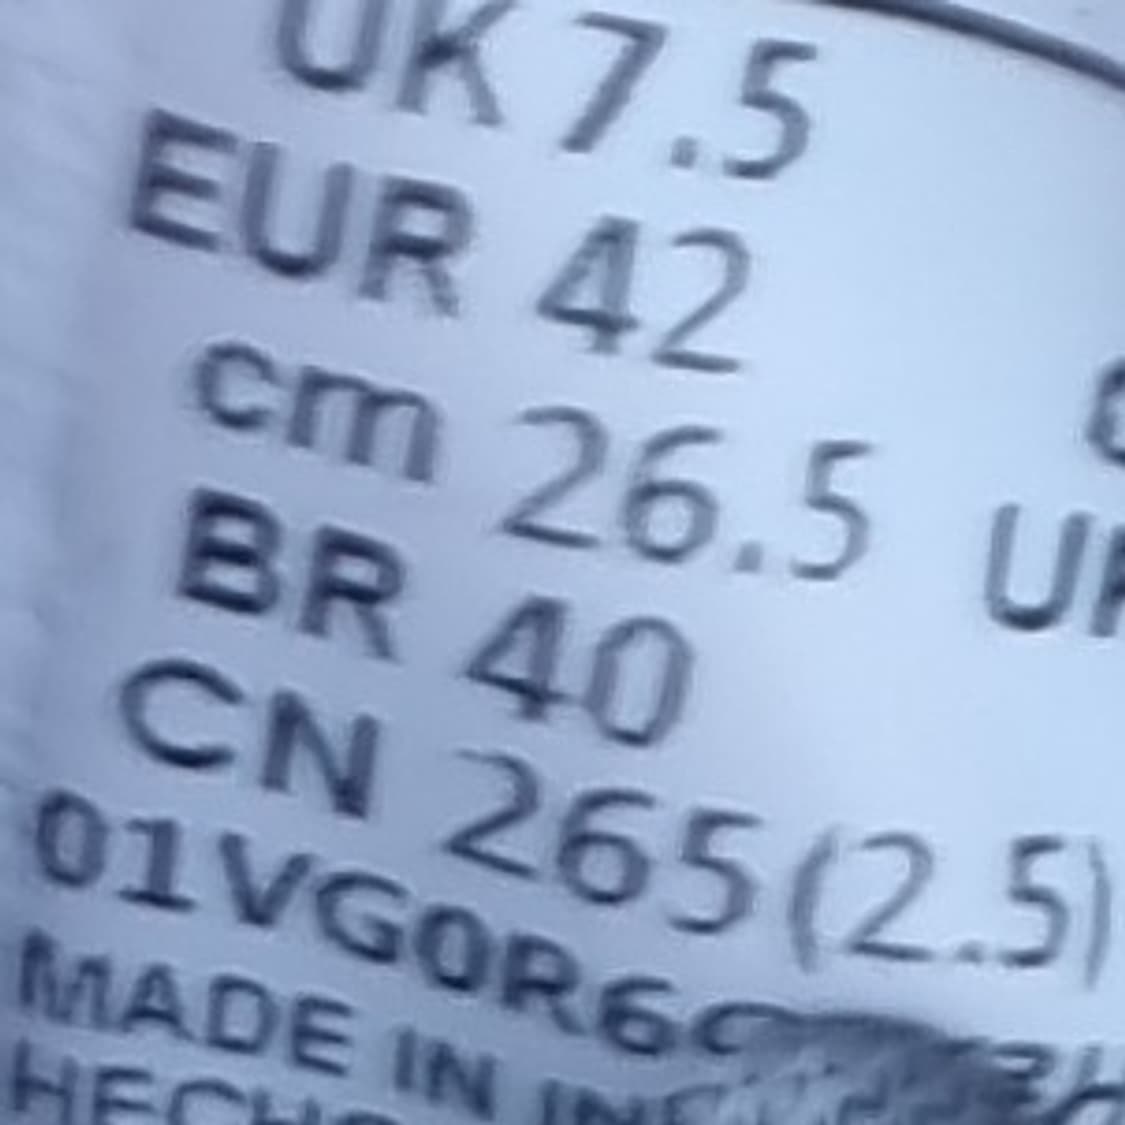 UK 7.5
EUR 42
cm 26.5
BR 40
CN 265(2.5)
MADE IN